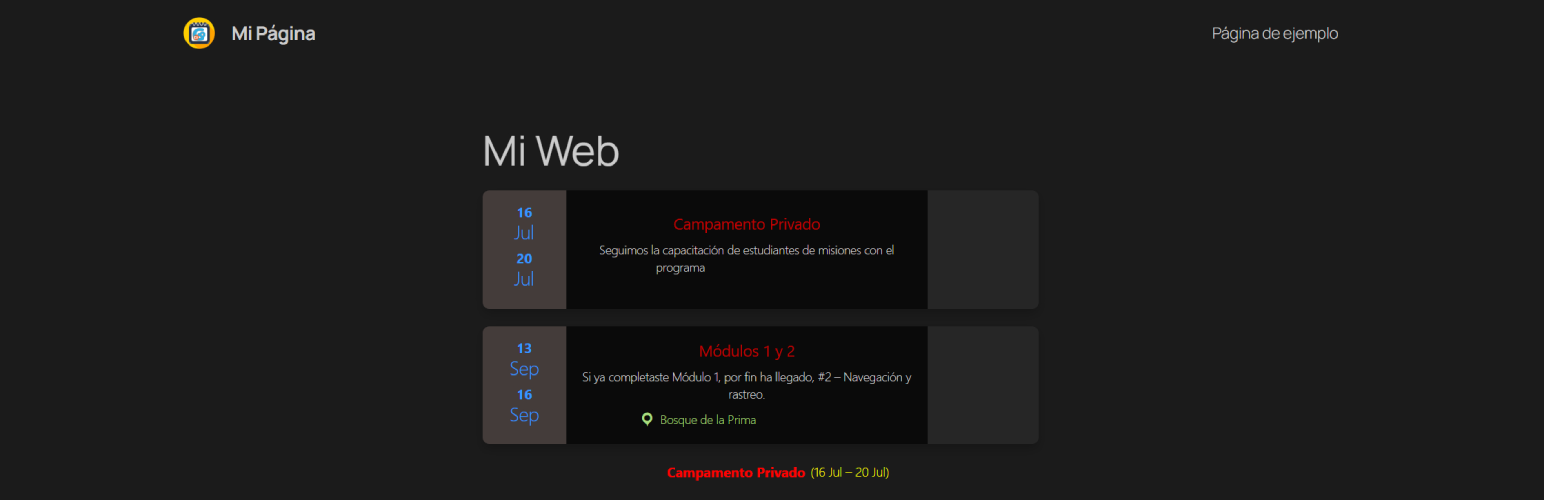 Mi Página
Página de ejemplo
Mi Web
16
Jul
20
Jul
Campamento Privado
Seguimos la capacitación de estudiantes de misiones con el
programa
13
Sep
16
Sep
Módulos 1 y 2
Si ya completaste Módulo 1, por fin ha llegado, #2 – Navegación y
rastreo.
Bosque de la Prima
Campamento Privado (16 Jul – 20 Jul)